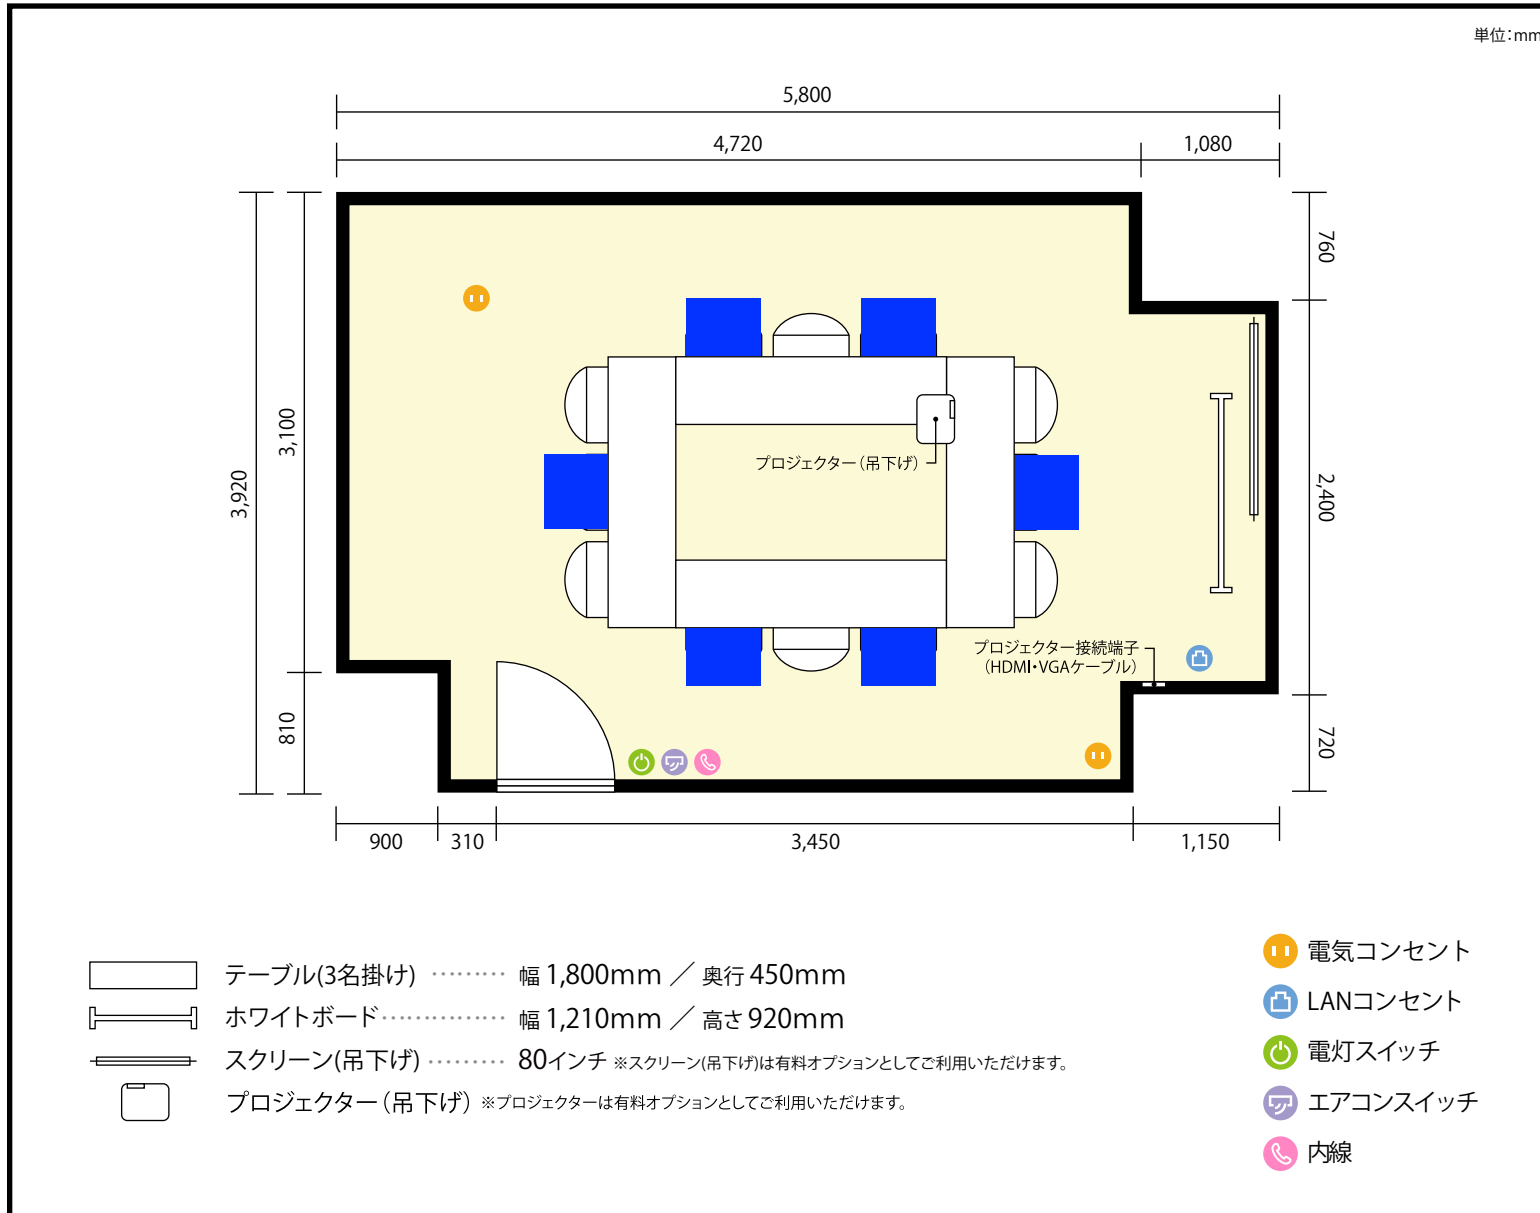 単位：mm
5,800
4,720
1,080
760
3,100
3,920
2,400
プロジェクター（吊下げ）
プロジェクター接続端子
（HDMI・VGAケーブル）
810
720
900
310
3,450
1,150
テーブル(3名掛け) ……… 幅 1,800mm ／ 奥行 450mm
ホワイトボード…………… 幅 1,210mm ／ 高さ 920mm
スクリーン(吊下げ) ……… 80インチ ※スクリーン(吊下げ)は有料オプションとしてご利用いただけます。
プロジェクター（吊下げ） ※プロジェクターは有料オプションとしてご利用いただけます。
電気コンセント
LANコンセント
電灯スイッチ
エアコンスイッチ
内線